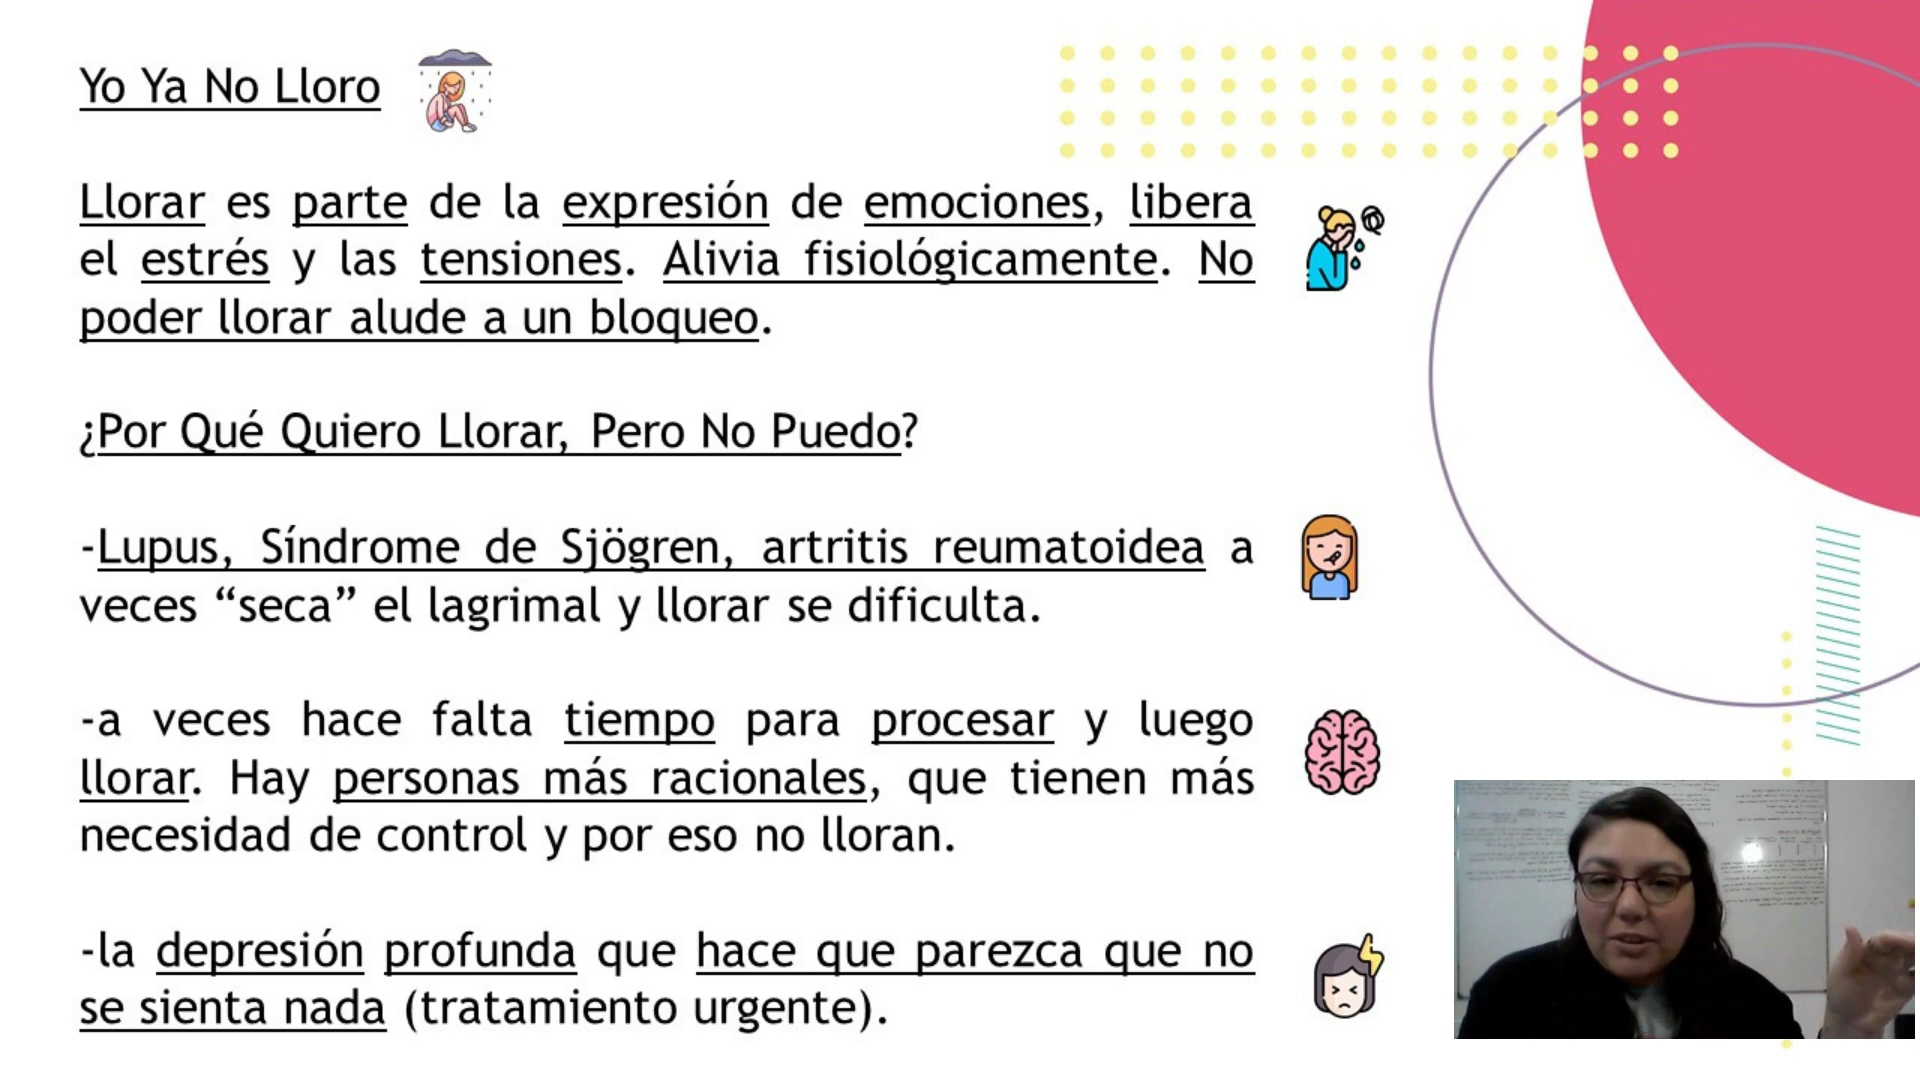 Yo Ya No Lloro
Llorar es parte de la expresión de emociones, libera
el estrés y las tensiones. Alivia fisiológicamente. No
poder llorar alude a un bloqueo.
¿Por Qué Quiero Llorar, Pero No Puedo?
-Lupus, Síndrome de Sjögren, artritis reumatoidea a
veces “seca” el lagrimal y llorar se dificulta.
-a veces hace falta tiempo para procesar y luego
llorar. Hay personas más racionales, que tienen más
necesidad de control y por eso no lloran.
-la depresión profunda que hace que parezca que no
se sienta nada (tratamiento urgente).